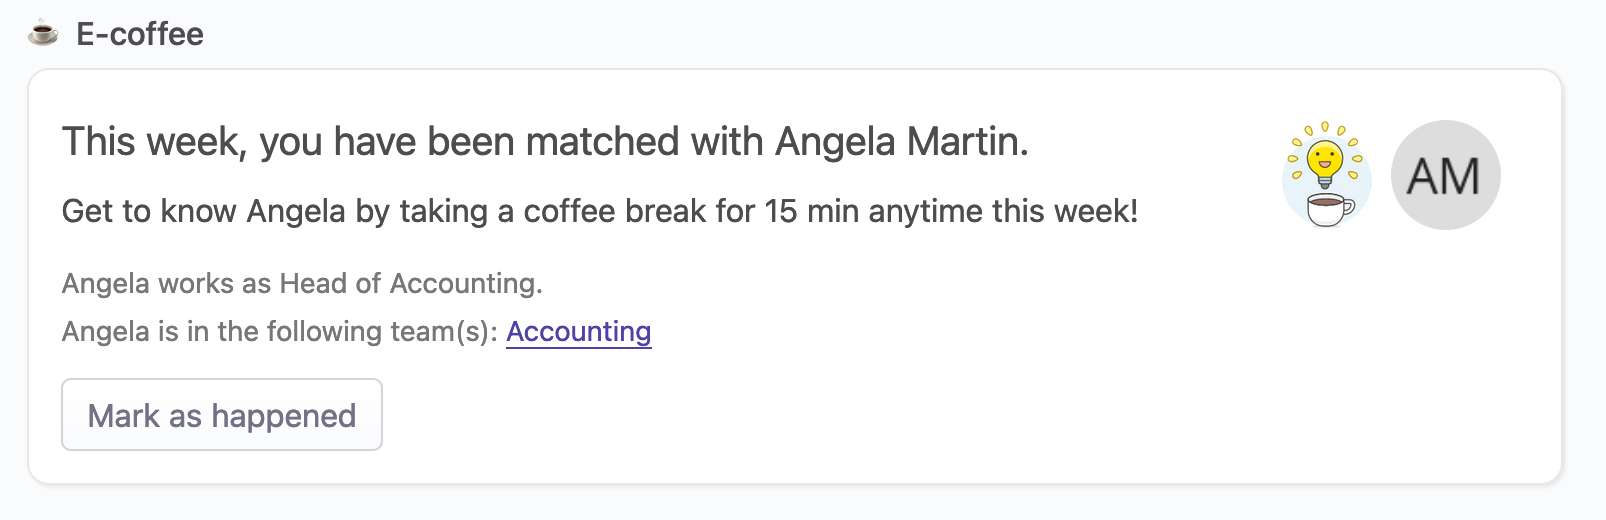 E-coffee
This week, you have been matched with Angela Martin.
Get to know Angela by taking a coffee break for 15 min anytime this week!
AM
Angela works as Head of Accounting.
Angela is in the following team(s): Accounting
Mark as happened